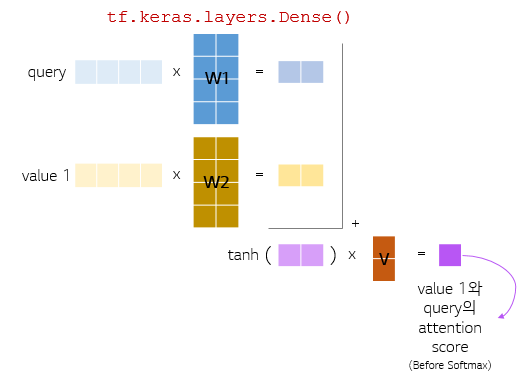 tf.keras.layers.Dense()
query x W1 =
value 1 x W2 =
+
tanh ( ) x V =
value 1와
query의
attention
score
(Before Softmax)